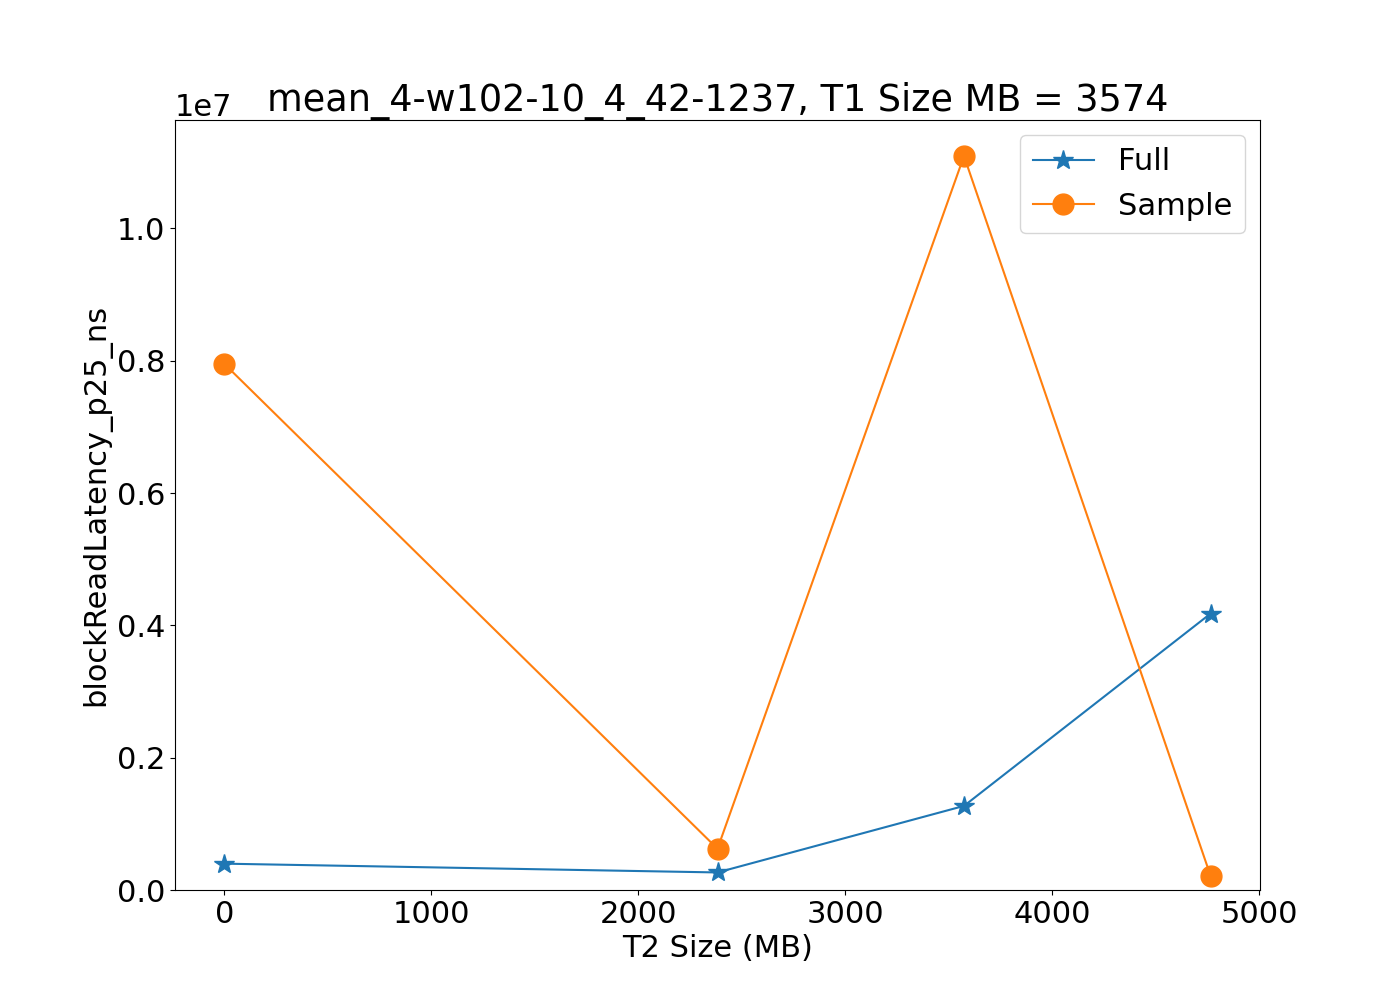 mean_4-w102-10_4_42-1237, T1 Size MB = 3574
1e7
Full
Sample
1.0
0.8
0.6
0.4
0.2
0.0
blockReadLatency_p25_ns
0 1000 2000 3000 4000 5000
T2 Size (MB)